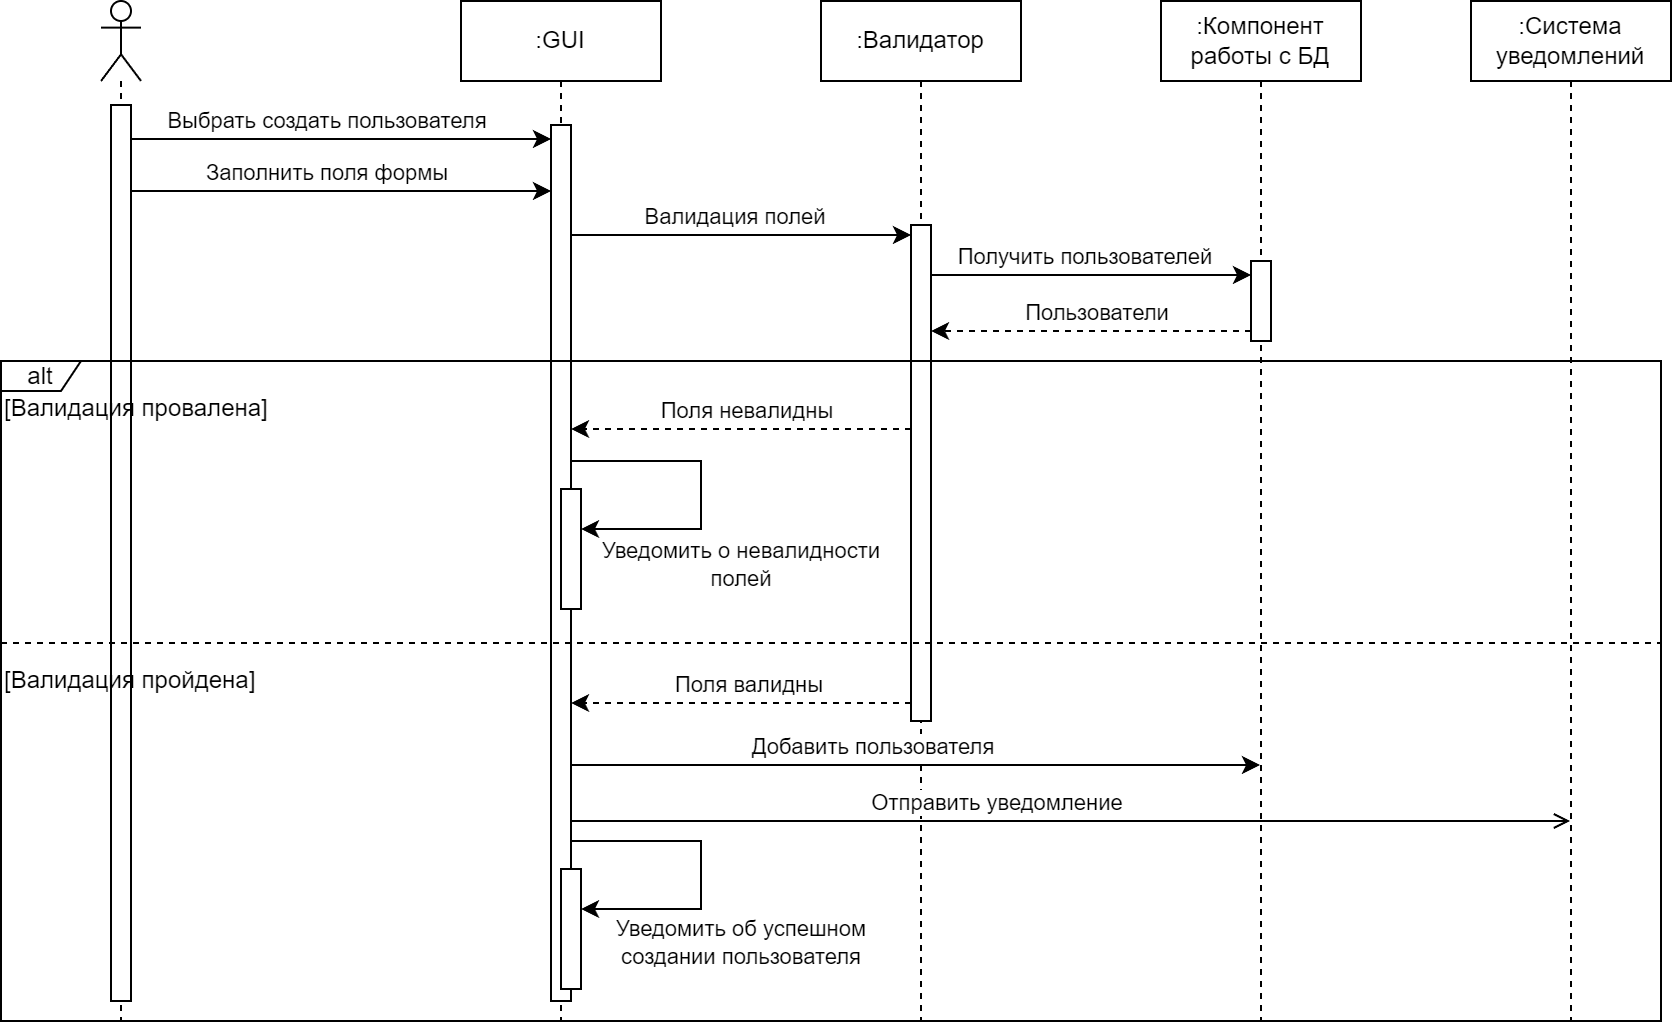 :GUI
:Валидатор
:Компонент
работы с БД
:Система
уведомлений
Выбрать создать пользователя
Заполнить поля формы
Валидация полей
Получить пользователей
Пользователи
alt
[Валидация провалена]
Поля невалидны
Уведомить о невалидности
полей
[Валидация пройдена]
Поля валидны
Добавить пользователя
Отправить уведомление
Уведомить об успешном
создании пользователя